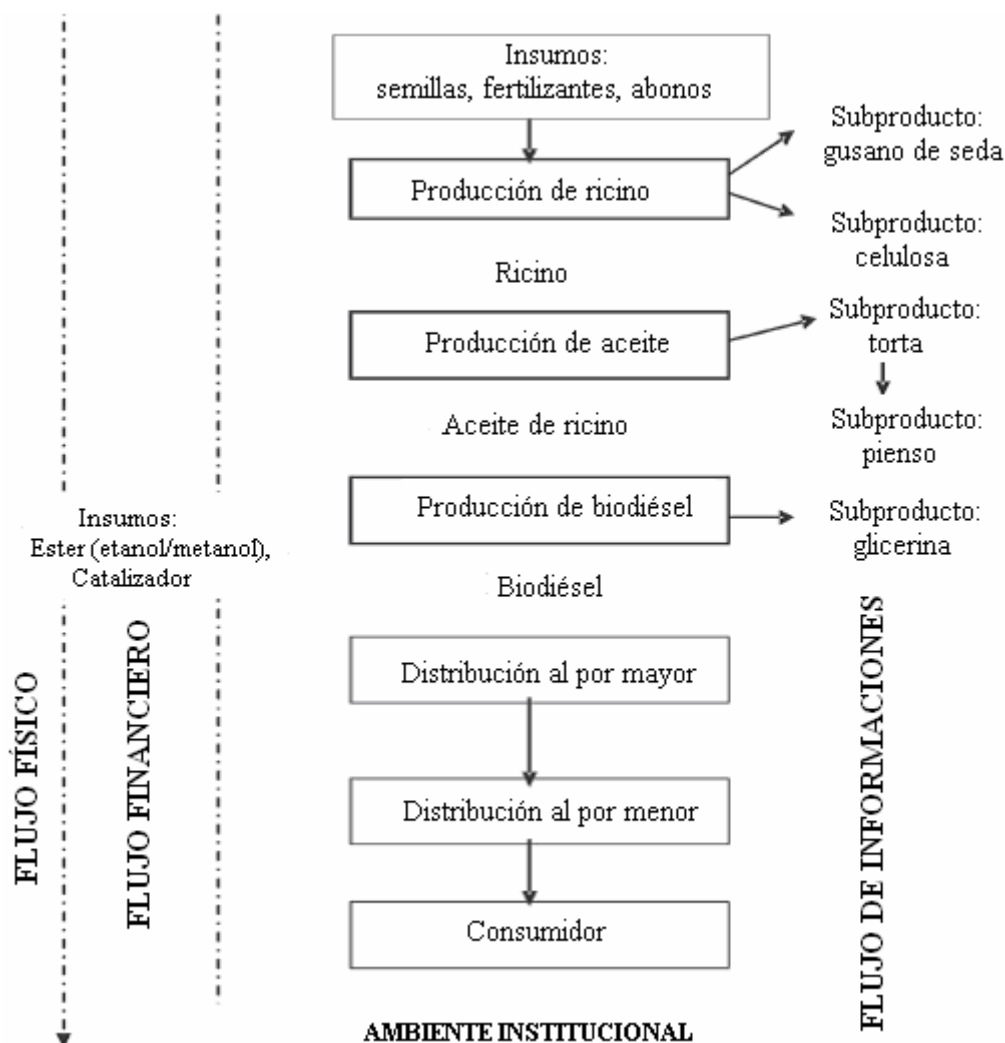 Insumos:
semillas, fertilizantes, abonos
Subproducto:
gusano de seda
Producción de ricino
Subproducto:
celulosa
Ricino
Subproducto:
torta
Producción de aceite
Aceite de ricino
Subproducto:
pienso
Producción de biodiésel
Subproducto:
glicerina
Insumos:
Ester (etanol/metanol),
Catalizador
Biodiésel
Distribución al por mayor
Distribución al por menor
Consumidor
FLUJO FÍSICO
FLUJO FINANCIERO
FLUJO DE INFORMACIONES
AMBIENTE INSTITUCIONAL